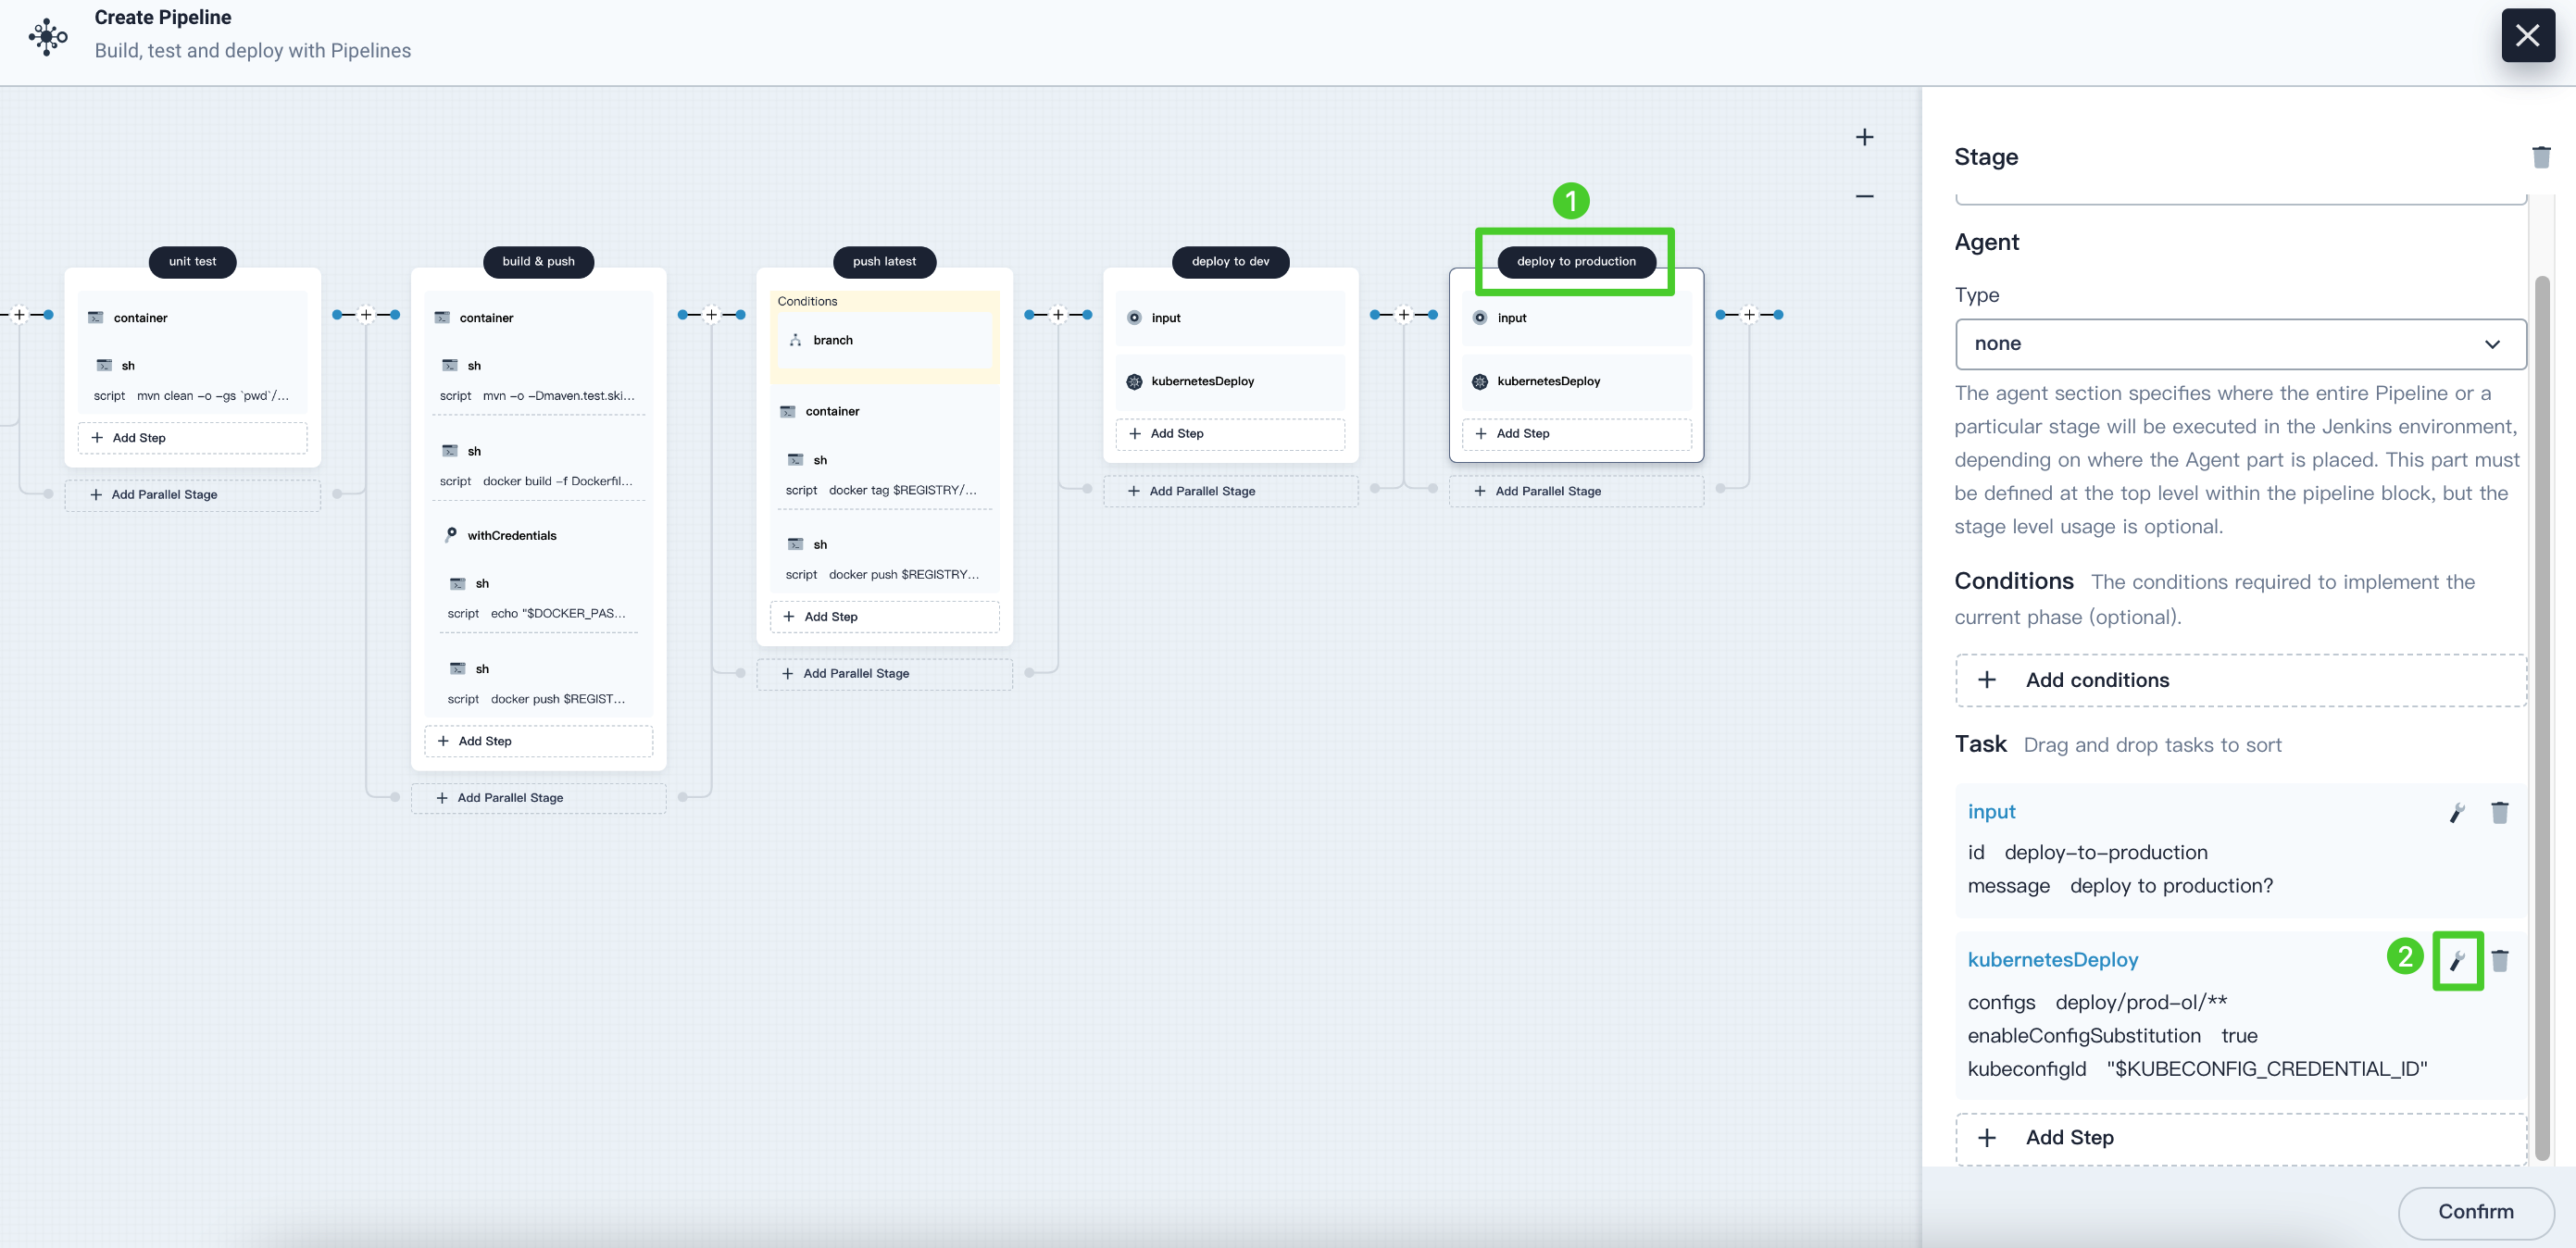 Create Pipeline
Build, test and deploy with Pipelines
unit test
container
sh
script mvn clean -o -gs `pwd`/...
Add Step
Add Parallel Stage
build & push
container
sh
script mvn -o -Dmaven.test.ski...
sh
script docker build -f Dockerfil...
withCredentials
sh
script echo "$DOCKER_PAS...
sh
script docker push $REGIST...
Add Step
Add Parallel Stage
push latest
Conditions
branch
container
sh
script docker tag $REGISTRY/...
sh
script docker push $REGISTRY...
Add Step
Add Parallel Stage
deploy to dev
input
kubernetesDeploy
Add Step
Add Parallel Stage
1
deploy to production
input
kubernetesDeploy
Add Step
Add Parallel Stage
Stage
Agent
Type
none
The agent section specifies where the entire Pipeline or a
particular stage will be executed in the Jenkins environment,
depending on where the Agent part is placed. This part must
be defined at the top level within the pipeline block, but the
stage level usage is optional.
Conditions The conditions required to implement the
current phase (optional).
Add conditions
Task Drag and drop tasks to sort
input
id deploy-to-production
message deploy to production?
kubernetesDeploy
2
configs deploy/prod-ol/**
enableConfigSubstitution true
kubeconfigId "$KUBECONFIG_CREDENTIAL_ID"
Add Step
Confirm